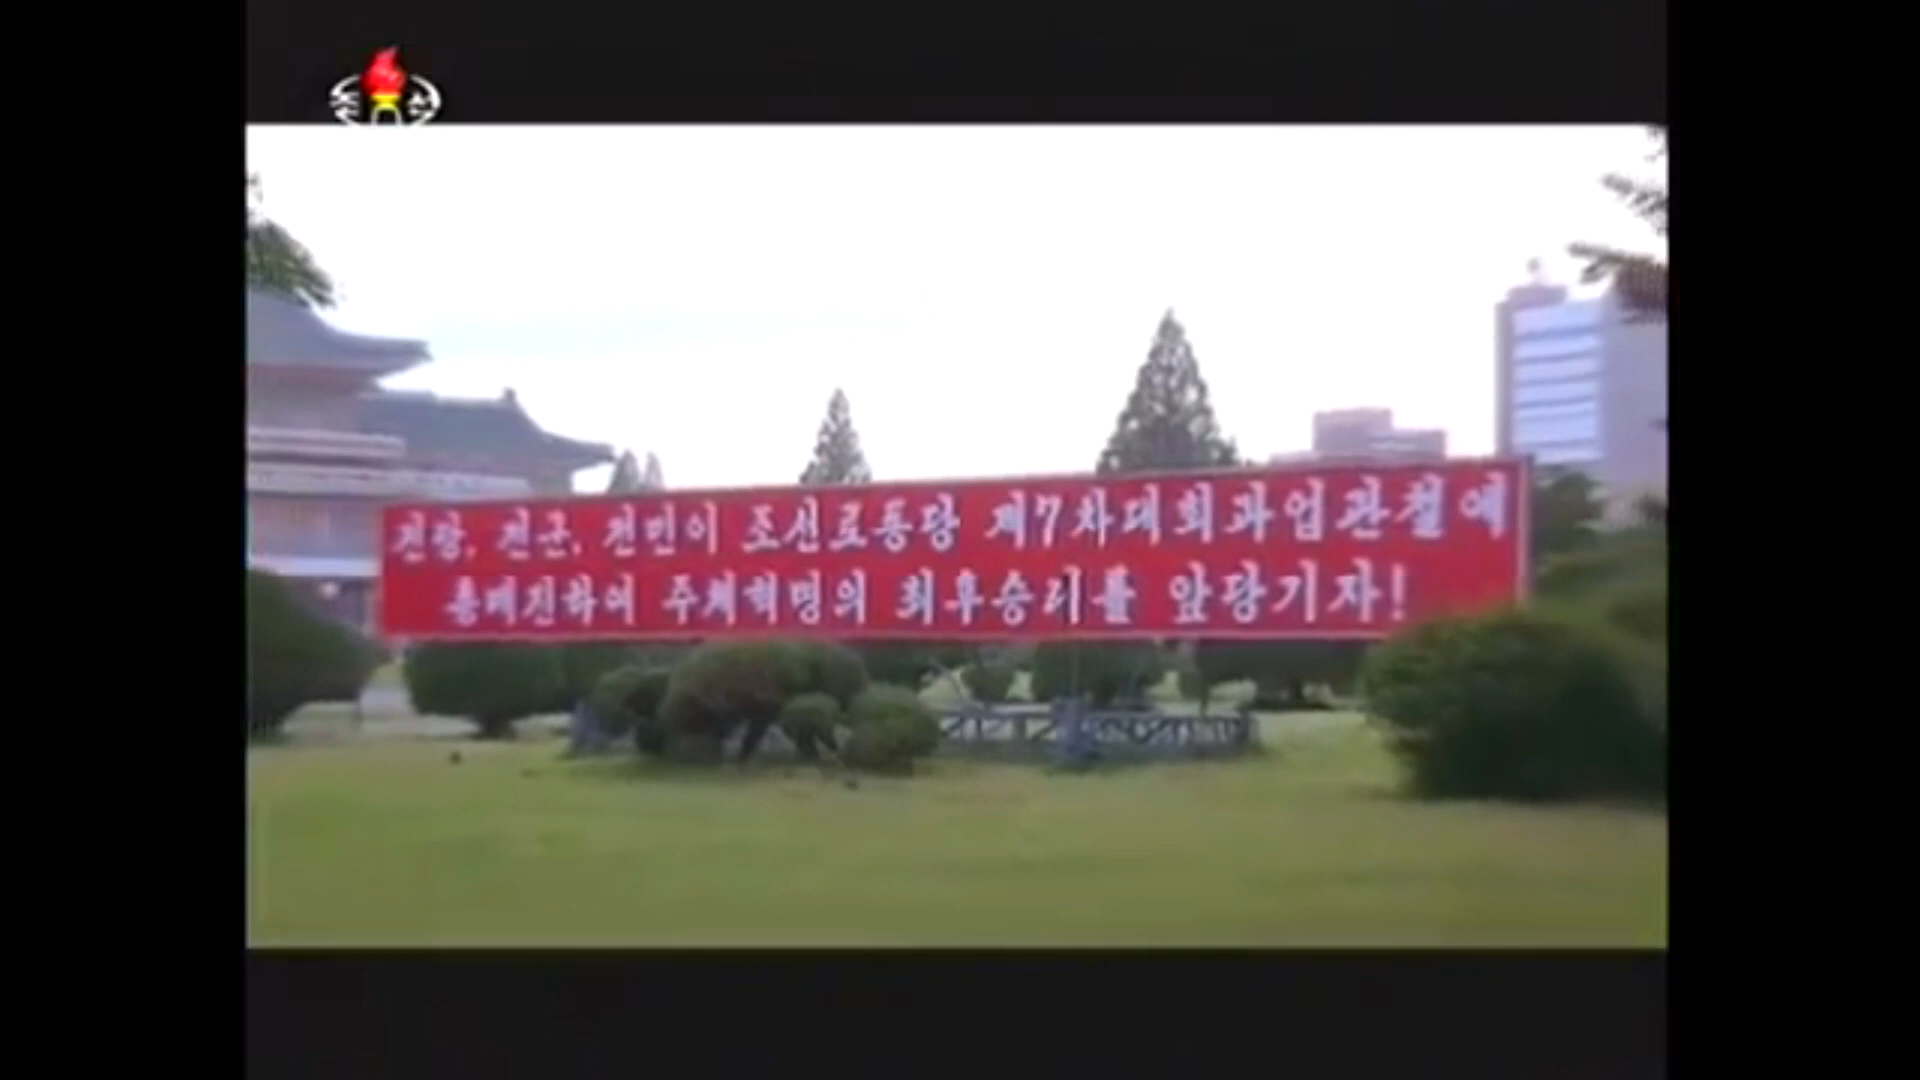 조선
전당, 전군, 전민이 조선로동당 제7차대회과업관철에
총매진하여 주체혁명의 최후승리를 앞당기자!